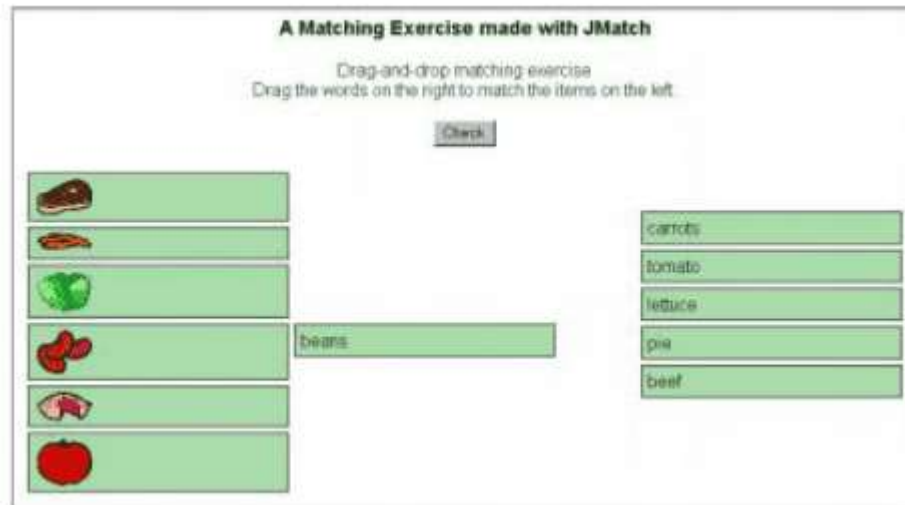 A Matching Exercise made with JMatch
Drag-and-drop matching exercise
Drag the words on the right to match the items on the left.
Check
carrots
tomato
lettuce
beans
pie
beef